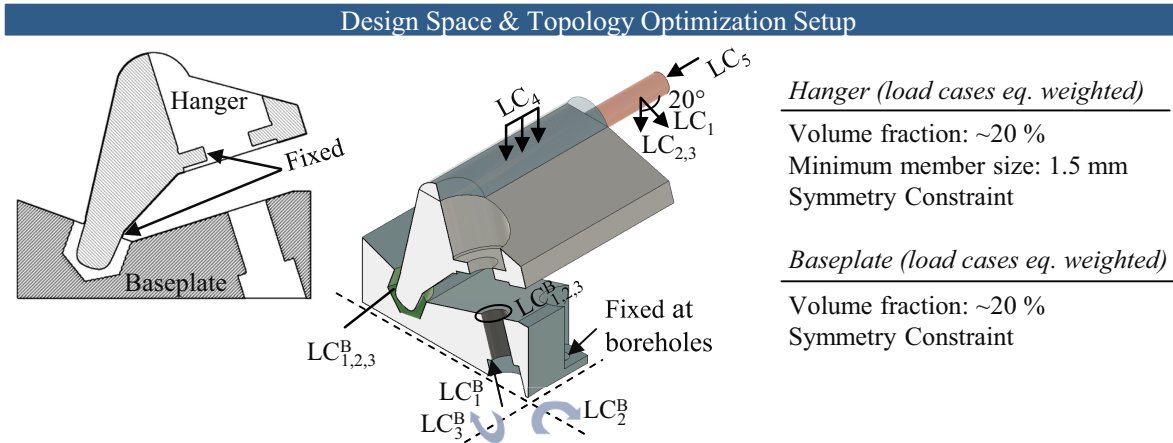 Design Space & Topology Optimization Setup
Hanger
Fixed
Baseplate
LC₄
LC₅
20°
LC₁
LC₂,₃
LCᴮ₁,₂,₃
LCᴮ₁,₂,₃
Fixed at
boreholes
LCᴮ₁
LCᴮ₃
LCᴮ₂
Hanger (load cases eq. weighted)
Volume fraction: ~20 %
Minimum member size: 1.5 mm
Symmetry Constraint
Baseplate (load cases eq. weighted)
Volume fraction: ~20 %
Symmetry Constraint